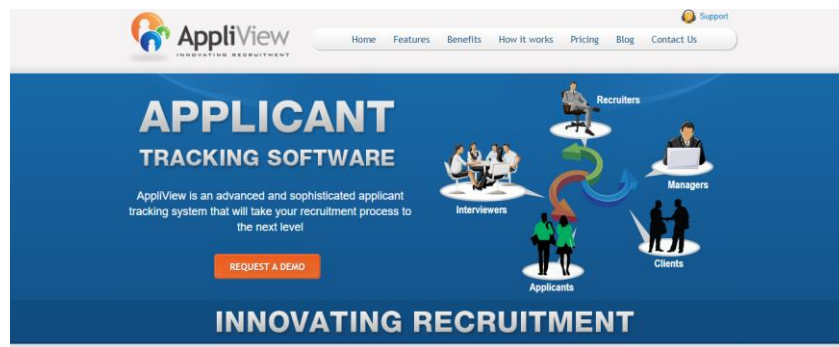 Support
AppliView
INNOVATING RECRUITMENT
Home Features Benefits How it works Pricing Blog Contact Us
APPLICANT
TRACKING SOFTWARE
AppliView is an advanced and sophisticated applicant
tracking system that will take your recruitment process to
the next level
REQUEST A DEMO
Recruiters
Managers
Interviewers
Clients
Applicants
INNOVATING RECRUITMENT